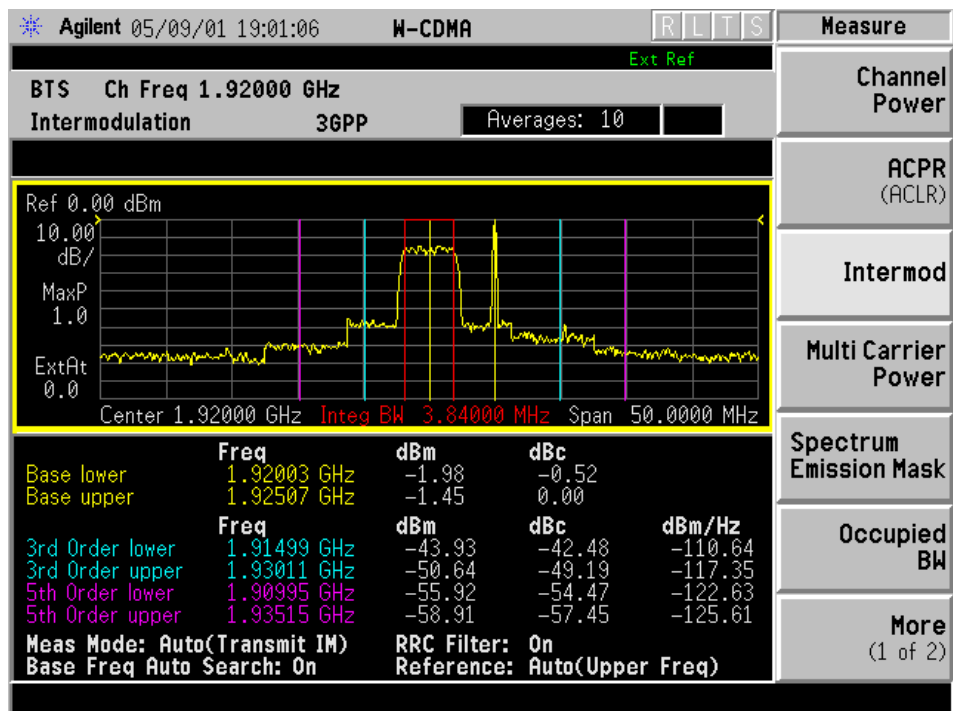 Agilent 05/09/01 19:01:06 W-CDMA R L T S Measure
Ext Ref
BTS Ch Freq 1.92000 GHz
Intermodulation 3GPP Averages: 10
Channel
Power
ACPR
(ACLR)
Intermod
Multi Carrier
Power
Spectrum
Emission Mask
Occupied
BW
More
(1 of 2)
Ref 0.00 dBm
10.00
dB/
MaxP
1.0
ExtAt
0.0
Center 1.92000 GHz Integ BW 3.84000 MHz Span 50.0000 MHz
Freq dBm dBc
Base lower 1.92003 GHz -1.98 -0.52
Base upper 1.92507 GHz -1.45 0.00
Freq dBm dBc dBm/Hz
3rd Order lower 1.91499 GHz -43.93 -42.48 -110.64
3rd Order upper 1.93011 GHz -50.64 -49.19 -117.35
5th Order lower 1.90995 GHz -55.92 -54.47 -122.63
5th Order upper 1.93515 GHz -58.91 -57.45 -125.61
Meas Mode: Auto(Transmit IM) RRC Filter: On
Base Freq Auto Search: On Reference: Auto(Upper Freq)